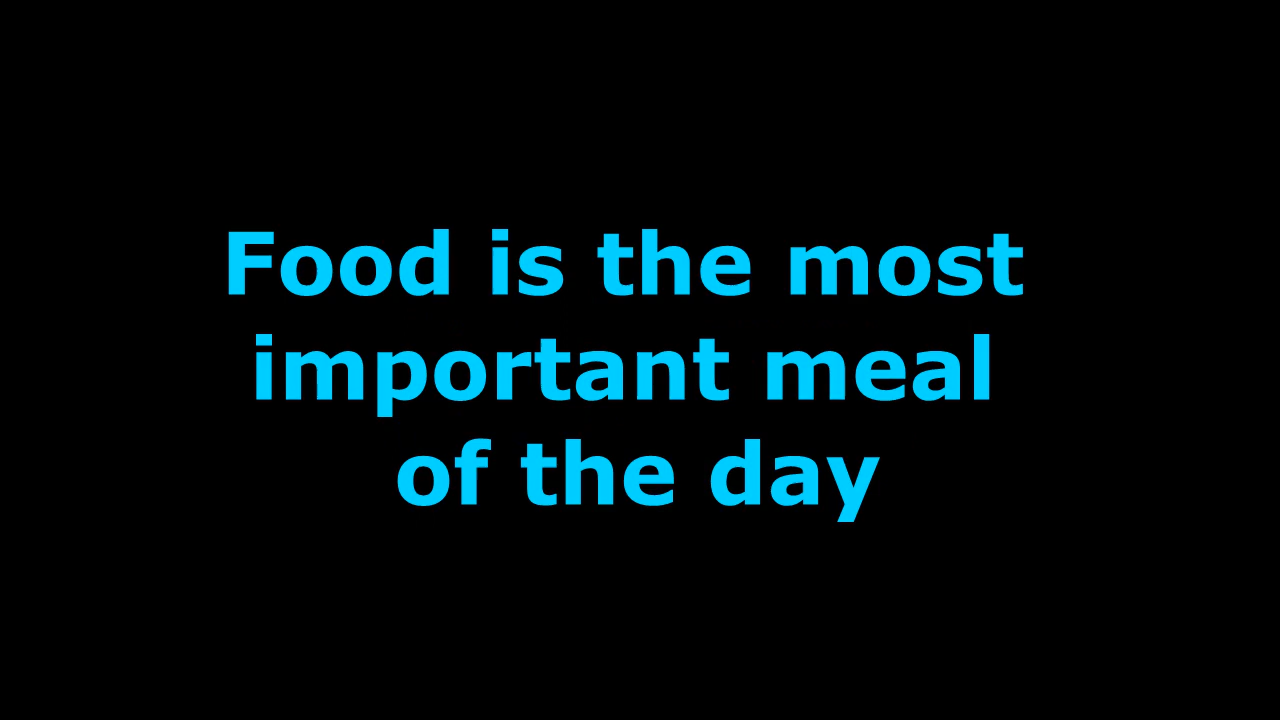 Food is the most
important meal
of the day